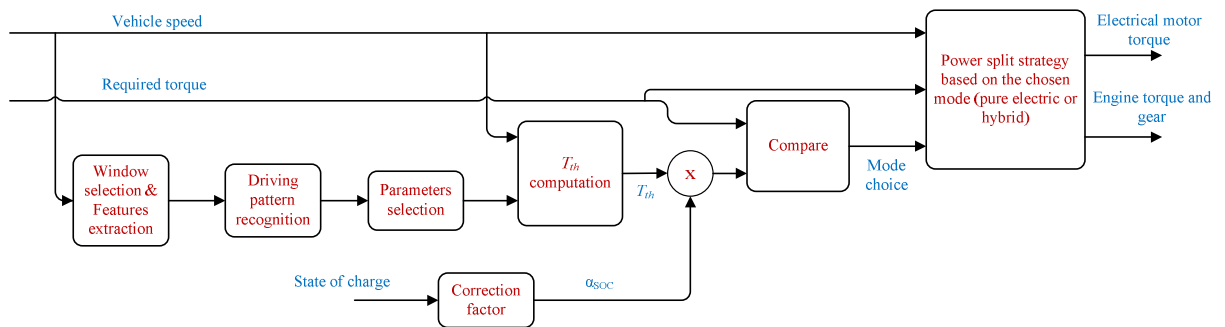 Vehicle speed
Required torque
Window
selection &
Features
extraction
Driving
pattern
recognition
Parameters
selection
T_th
computation
T_th
x
Compare
Mode
choice
Power split strategy
based on the chosen
mode (pure electric or
hybrid)
Electrical motor
torque
Engine torque and
gear
State of charge
Correction
factor
α_SOC